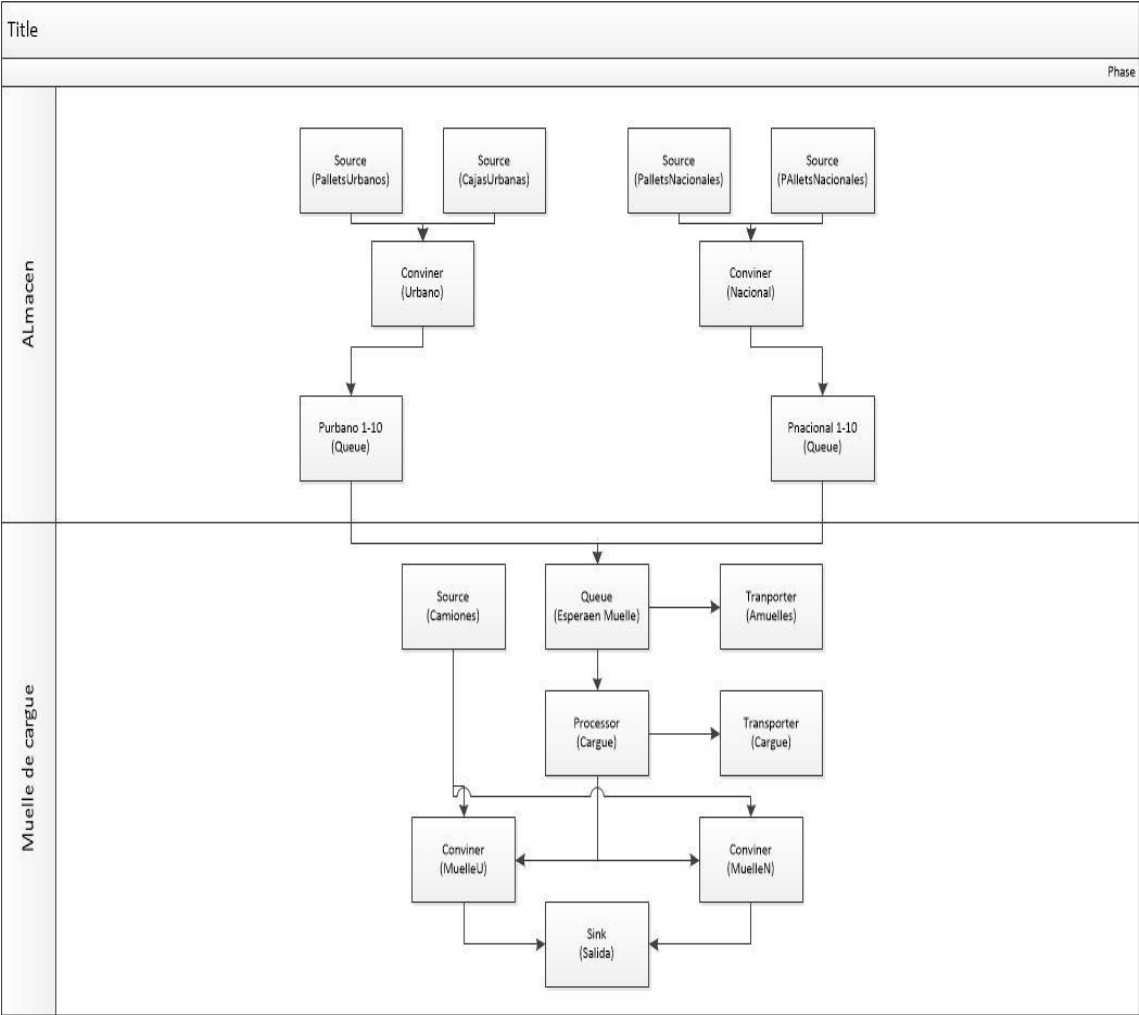 Title
Phase
ALmacen
Source
(PalletsUrbanos)
Source
(CajasUrbanas)
Source
(PalletsNacionales)
Source
(PAlletsNacionales)
Conviner
(Urbano)
Conviner
(Nacional)
Purbano 1-10
(Queue)
Pnacional 1-10
(Queue)
Muelle de cargue
Source
(Camiones)
Queue
(Esperaen Muelle)
Tranporter
(Amuelles)
Processor
(Cargue)
Transporter
(Cargue)
Conviner
(MuelleU)
Conviner
(MuelleN)
Sink
(Salida)